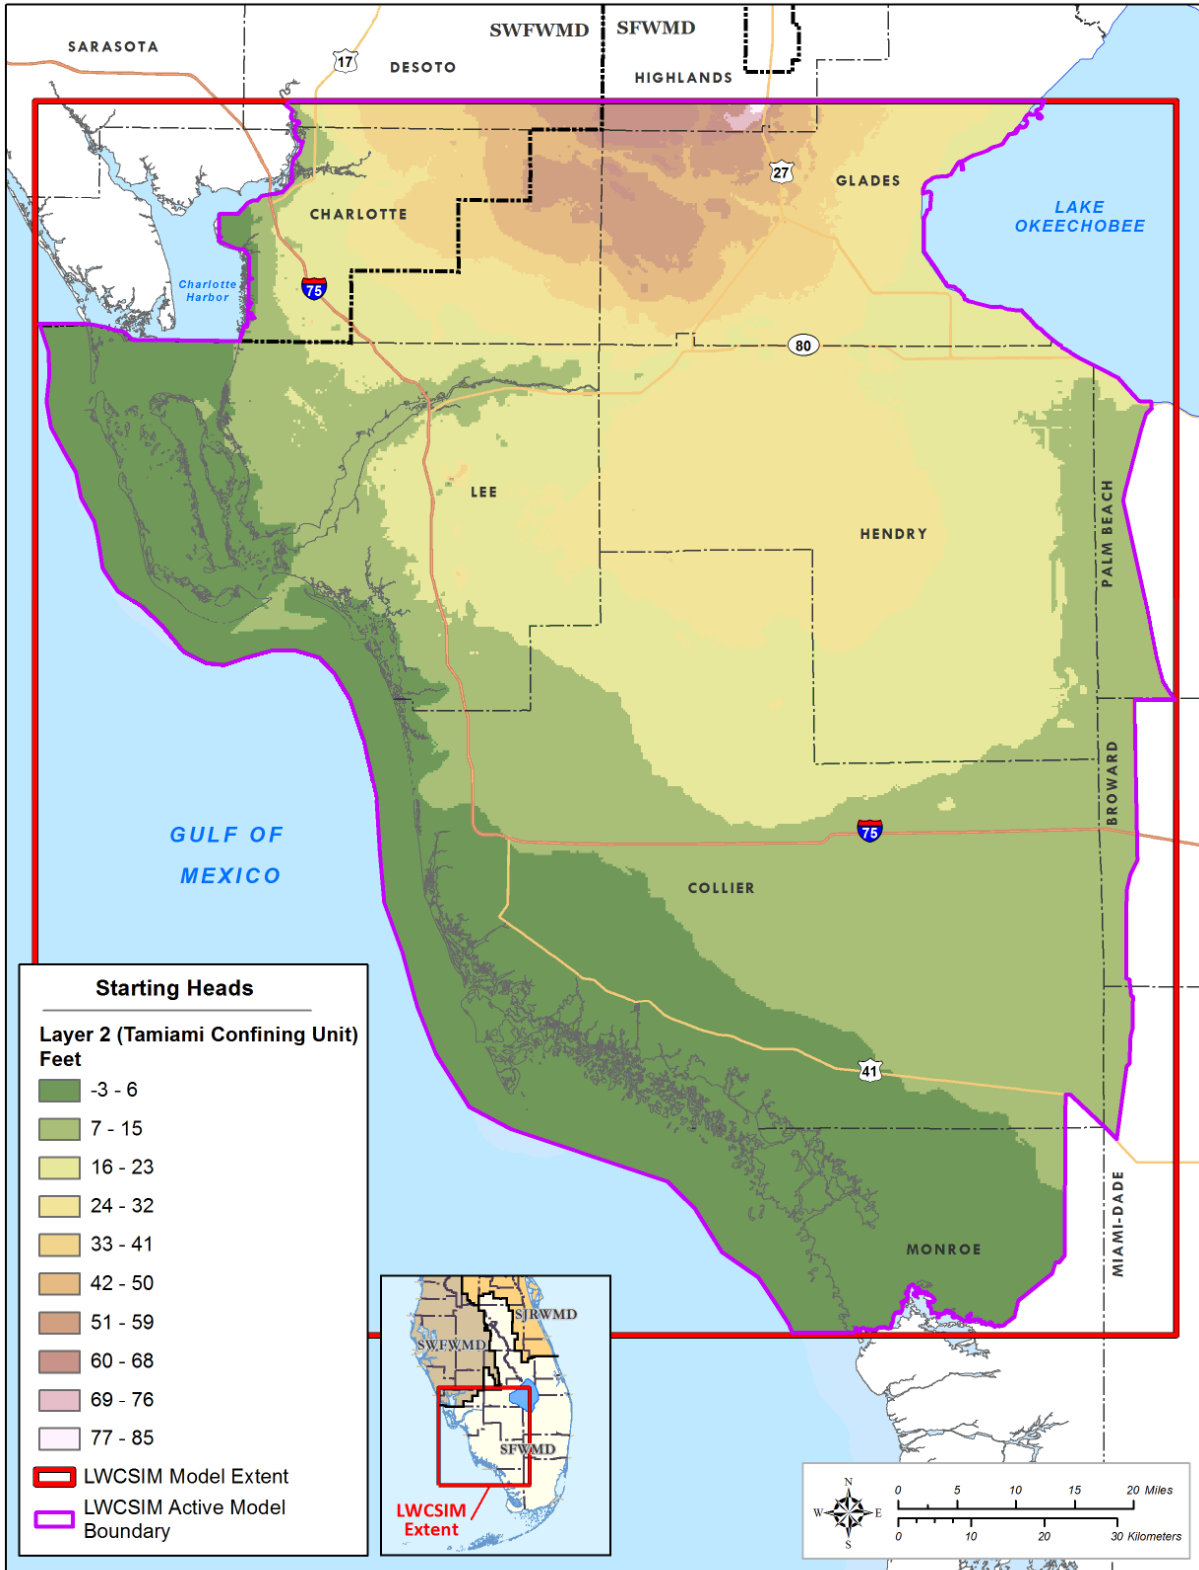 SWFWMD SFWMD
SARASOTA
17
DESOTO
HIGHLANDS
27
GLADES
CHARLOTTE
LAKE
OKEECHOBEE
Charlotte
Harbor
75
80
LEE
HENDRY
PALM BEACH
BROWARD
GULF OF
MEXICO
75
COLLIER
41
MONROE
MIAMI-DADE
Starting Heads
Layer 2 (Tamiami Confining Unit)
Feet
-3 - 6
7 - 15
16 - 23
24 - 32
33 - 41
42 - 50
51 - 59
60 - 68
69 - 76
77 - 85
LWCSIM Model Extent
LWCSIM Active Model
Boundary
SJRWMD
SWFWMD
SFWMD
LWCSIM
Extent
N
W E
S
0 5 10 15 20 Miles
0 10 20 30 Kilometers